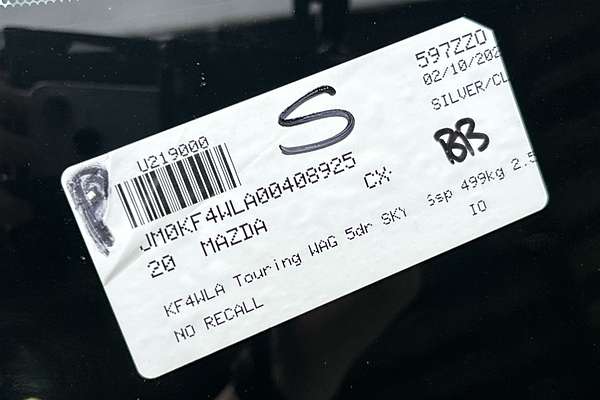 597ZZO
02/10/202
SILVER/CL
S
BB
P
U219000
JM0KF4WLA00408925
20 MAZDA CX-
KF4WLA Touring WAG 5dr SKY 6sp 499kg 2.5
NO RECALL IO